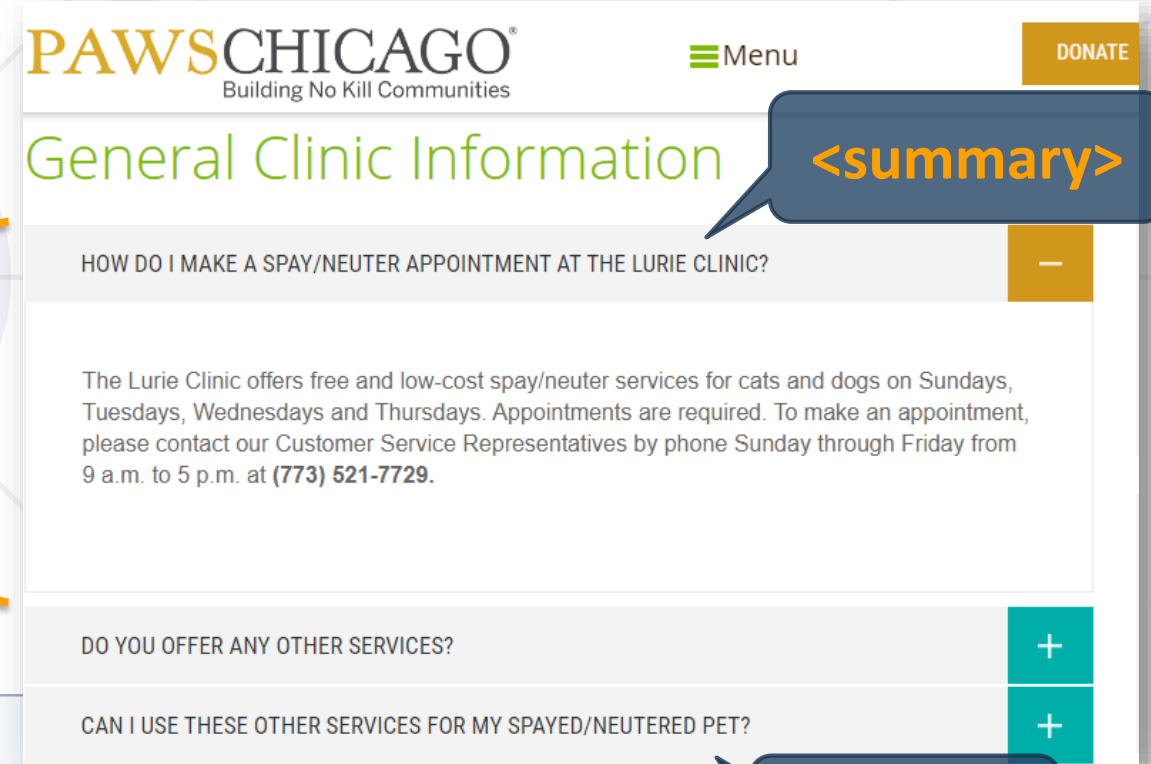 PAWSCHICAGO®
Building No Kill Communities
Menu
DONATE
General Clinic Information
<summary>
HOW DO I MAKE A SPAY/NEUTER APPOINTMENT AT THE LURIE CLINIC?
The Lurie Clinic offers free and low-cost spay/neuter services for cats and dogs on Sundays,
Tuesdays, Wednesdays and Thursdays. Appointments are required. To make an appointment,
please contact our Customer Service Representatives by phone Sunday through Friday from
9 a.m. to 5 p.m. at (773) 521-7729.
DO YOU OFFER ANY OTHER SERVICES?
CAN I USE THESE OTHER SERVICES FOR MY SPAYED/NEUTERED PET?